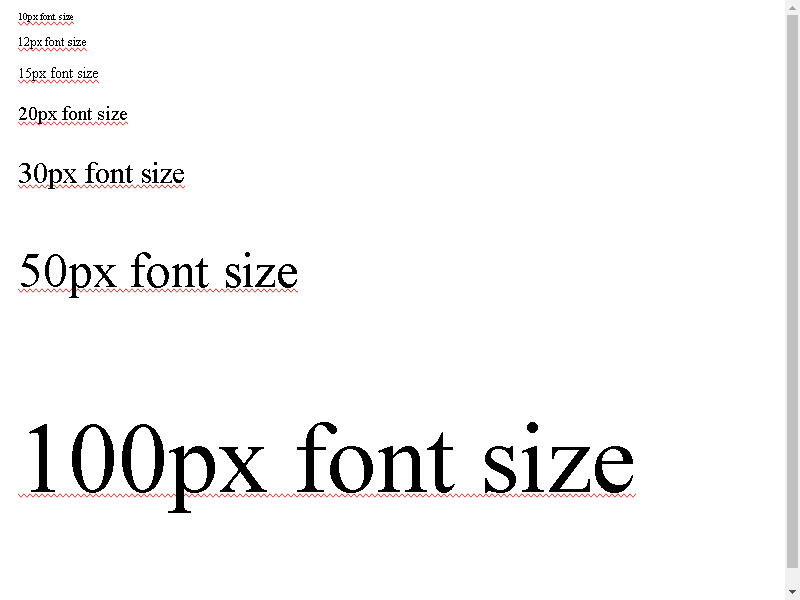 10px font size
12px font size
15px font size
20px font size
30px font size
50px font size
100px font size